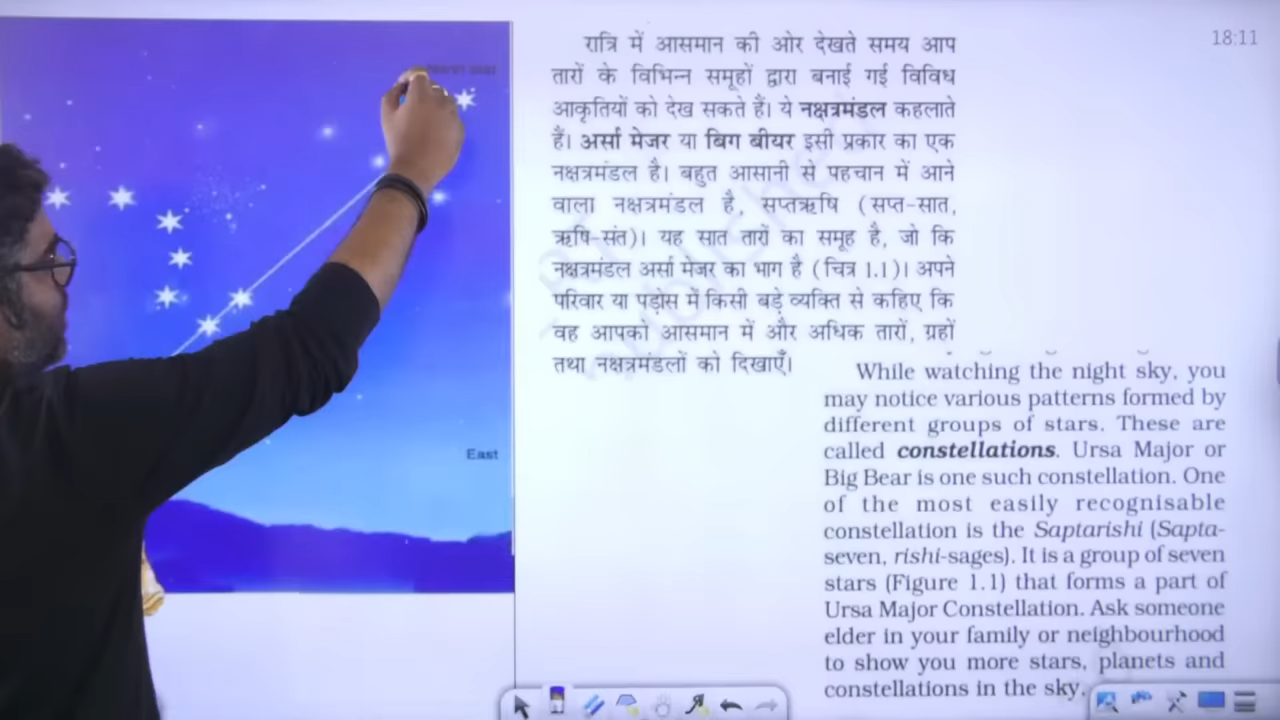 18:11
रात्रि में आसमान की ओर देखते समय आप
तारों के विभिन्न समूहों द्वारा बनाई गई विविध
आकृतियों को देख सकते हैं। ये नक्षत्रमंडल कहलाते
हैं। अर्सा मेजर या बिग बीयर इसी प्रकार का एक
नक्षत्रमंडल है। बहुत आसानी से पहचान में आने
वाला नक्षत्रमंडल है, सप्तऋषि (सप्त-सात,
ऋषि-संत)। यह सात तारों का समूह है, जो कि
नक्षत्रमंडल अर्सा मेजर का भाग है (चित्र 1.1)। अपने
परिवार या पड़ोस में किसी बड़े व्यक्ति से कहिए कि
वह आपको आसमान में और अधिक तारों, ग्रहों
तथा नक्षत्रमंडलों को दिखाएँ।
East
While watching the night sky, you
may notice various patterns formed by
different groups of stars. These are
called constellations. Ursa Major or
Big Bear is one such constellation. One
of the most easily recognisable
constellation is the Saptarishi (Sapta-
seven, rishi-sages). It is a group of seven
stars (Figure 1.1) that forms a part of
Ursa Major Constellation. Ask someone
elder in your family or neighbourhood
to show you more stars, planets and
constellations in the sky.